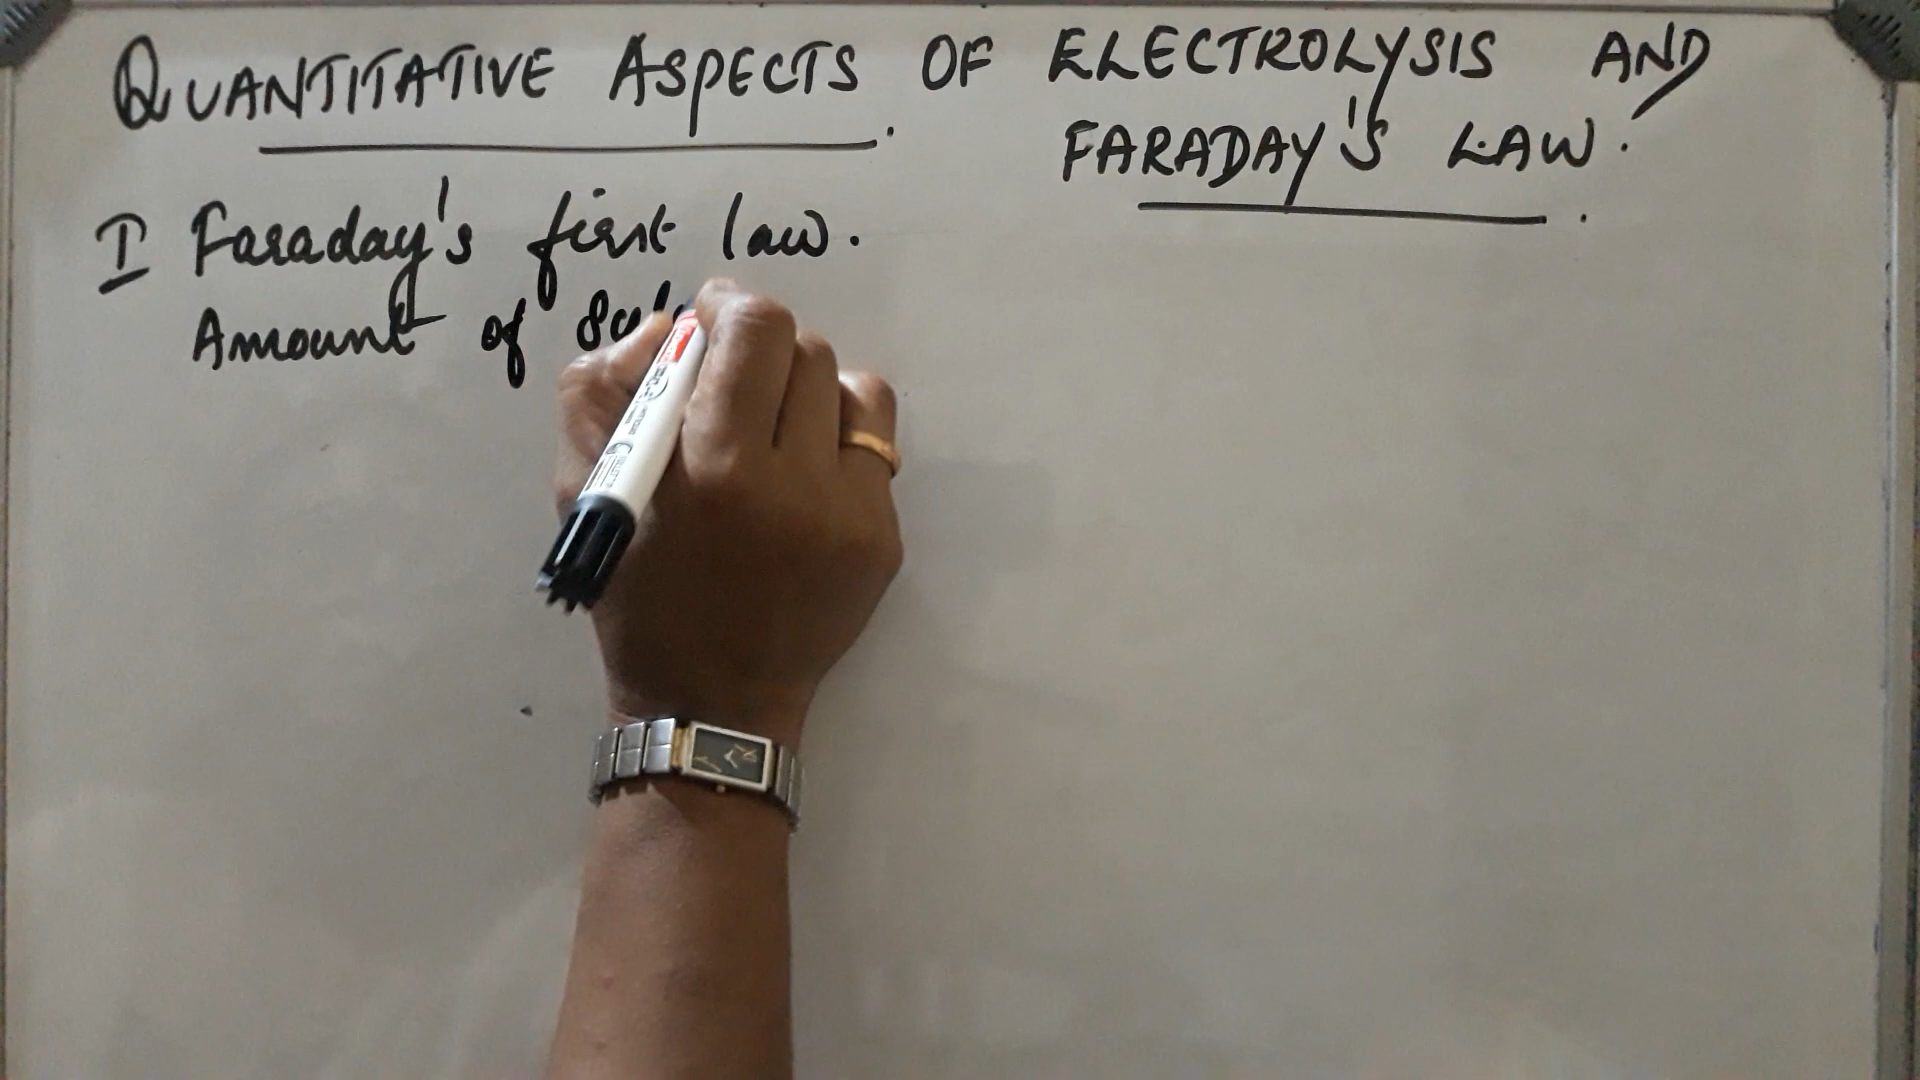 QUANTITATIVE ASPECTS OF ELECTROLYSIS AND
FARADAY'S LAW.
I Faraday's first law.
Amount of